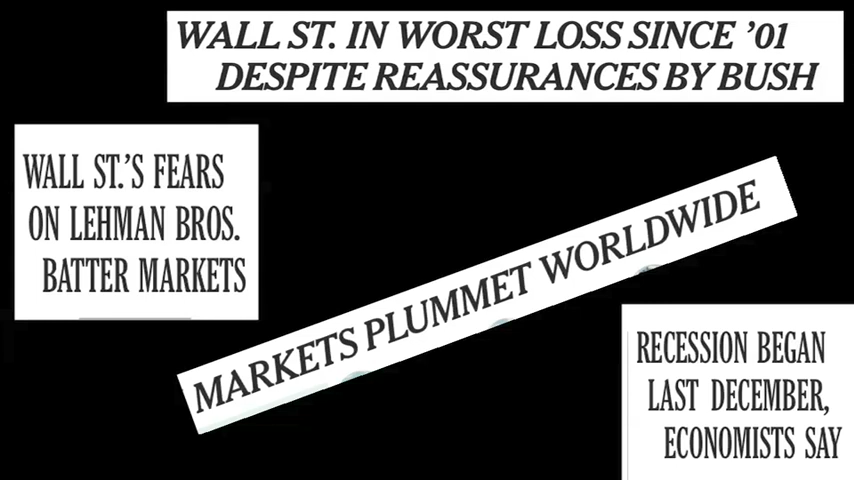 WALL ST. IN WORST LOSS SINCE ’01
DESPITE REASSURANCES BY BUSH
WALL ST.’S FEARS
ON LEHMAN BROS.
BATTER MARKETS
MARKETS PLUMMET WORLDWIDE
RECESSION BEGAN
LAST DECEMBER,
ECONOMISTS SAY